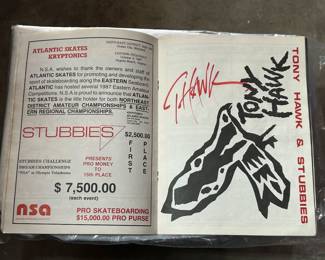 ATLANTIC SKATES
KRYPTONICS
N.S.A. wishes to thank the owners and staff of
ATLANTIC SKATES for promoting and developing the
sport of skateboarding along the EASTERN
ATLANTIC has hosted several 1987 Eastern Amateur
Competitions. N.S.A is proud to announce that ATLAN-
TIC SKATES is the title holder for both NORTHEAST
DISTRICT AMATEUR CHAMPIONSHIPS & EAST-
ERN REGIONAL CHAMPIONSHIPS.
STUBBIES
$2,500.00
FIRST
PLACE
STUBBIES CHALLENGE
"NSA"
PRESENTS
PRO MONEY
TO
15th PLACE
$ 7,500.00
(each event)
nsa
PRO SKATEBOARDING
$15,000.00 PRO PURSE
T HAWK
TONY
HAWK
TONY HAWK & STUBBIES